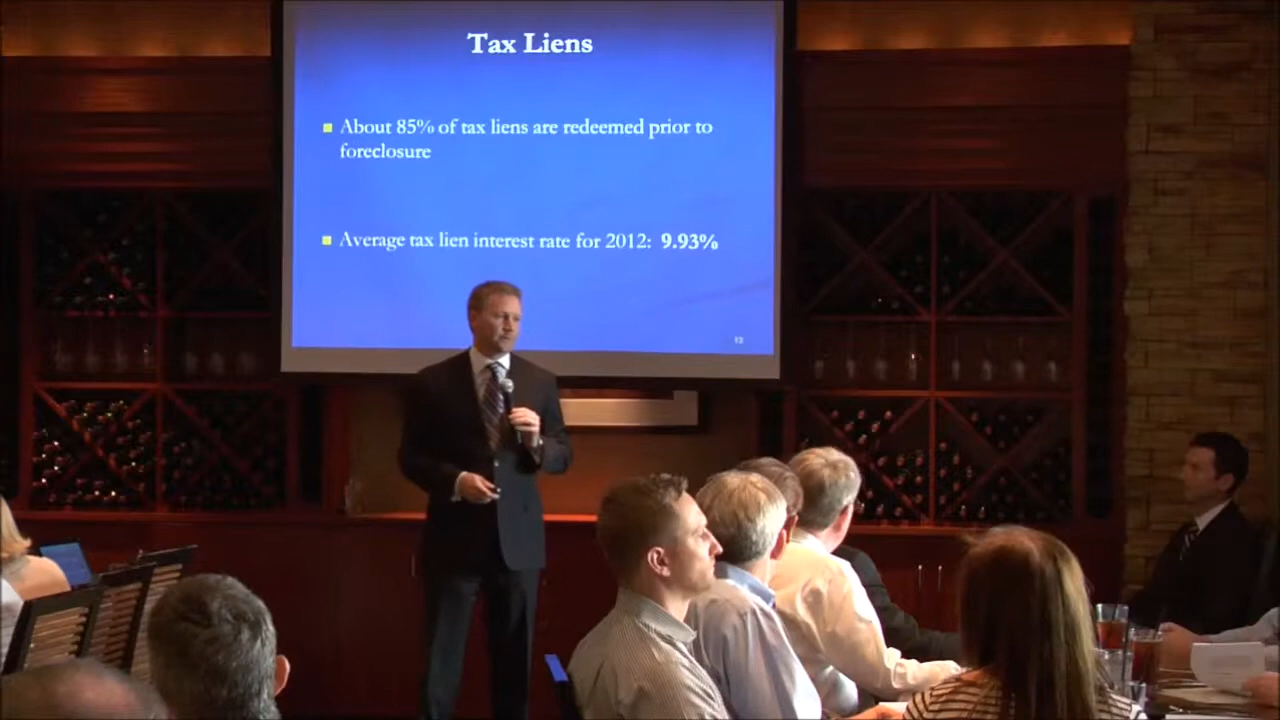 Tax Liens
About 85% of tax liens are redeemed prior to
foreclosure
Average tax lien interest rate for 2012: 9.93%
13